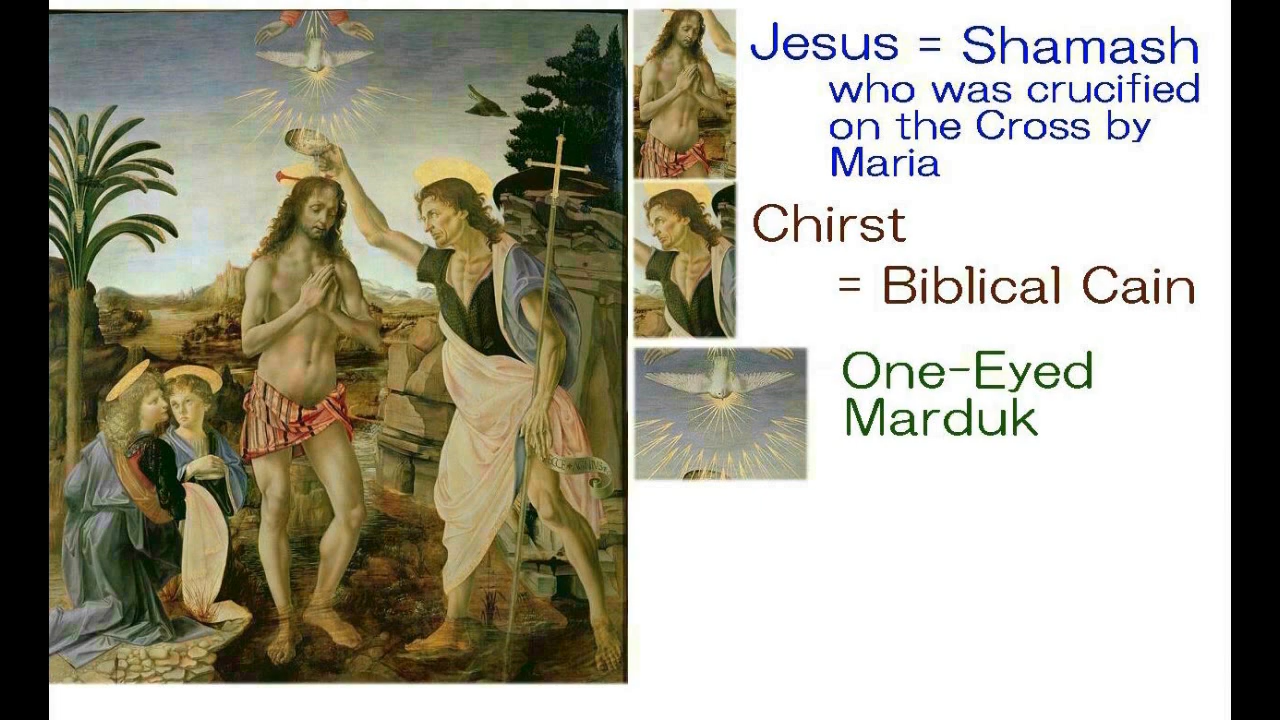 Jesus = Shamash
who was crucified
on the Cross by
Maria
Chirst
= Biblical Cain
One-Eyed
Marduk